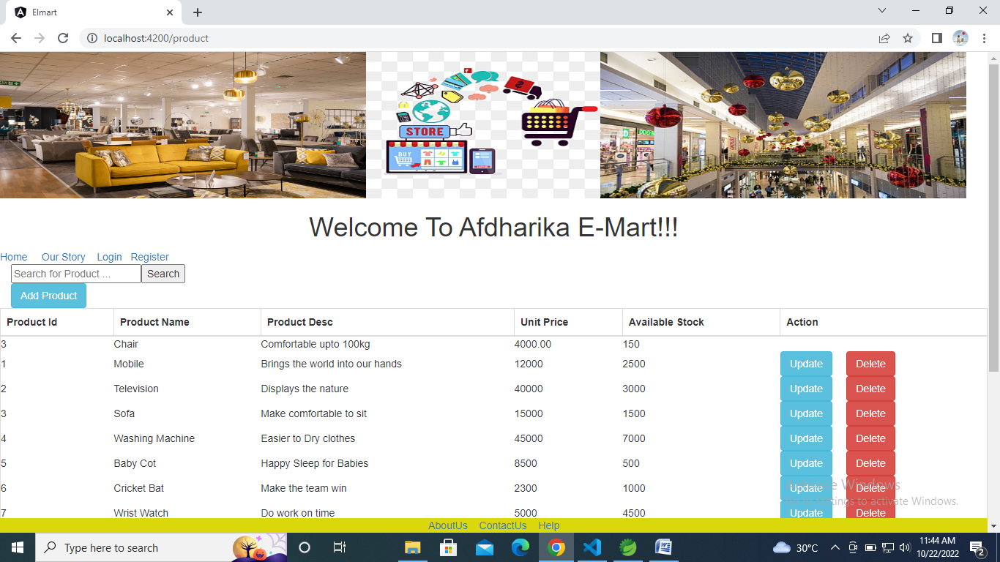 Elmart
localhost:4200/product
STORE
BUY
Welcome To Afdharika E-Mart!!!
Home Our Story Login Register
Search for Product ... Search
Add Product
Product Id Product Name Product Desc Unit Price Available Stock Action
3 Chair Comfortable upto 100kg 4000.00 150
1 Mobile Brings the world into our hands 12000 2500 Update Delete
2 Television Displays the nature 40000 3000 Update Delete
3 Sofa Make comfortable to sit 15000 1500 Update Delete
4 Washing Machine Easier to Dry clothes 45000 7000 Update Delete
5 Baby Cot Happy Sleep for Babies 8500 500 Update Delete
6 Cricket Bat Make the team win 2300 1000 Update Delete
Activate Windows
to activate Windows.
7 Wrist Watch Do work on time 5000 4500 Update Delete
AboutUs ContactUs Help
Type here to search
30°C
11:44 AM
10/22/2022
2